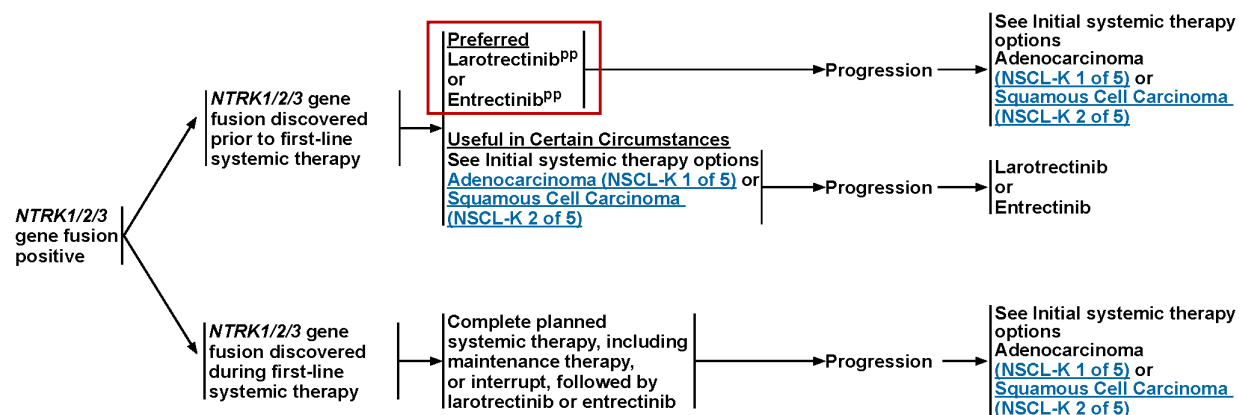 NTRK1/2/3
gene fusion
positive
NTRK1/2/3 gene
fusion discovered
prior to first-line
systemic therapy
Preferred
Larotrectinibpp
or
Entrectinibpp
Progression
See Initial systemic therapy
options
Adenocarcinoma
(NSCL-K 1 of 5) or
Squamous Cell Carcinoma
(NSCL-K 2 of 5)
Useful in Certain Circumstances
See Initial systemic therapy options
Adenocarcinoma (NSCL-K 1 of 5) or
Squamous Cell Carcinoma
(NSCL-K 2 of 5)
Progression
Larotrectinib
or
Entrectinib
NTRK1/2/3 gene
fusion discovered
during first-line
systemic therapy
Complete planned
systemic therapy, including
maintenance therapy,
or interrupt, followed by
larotrectinib or entrectinib
Progression
See Initial systemic therapy
options
Adenocarcinoma
(NSCL-K 1 of 5) or
Squamous Cell Carcinoma
(NSCL-K 2 of 5)